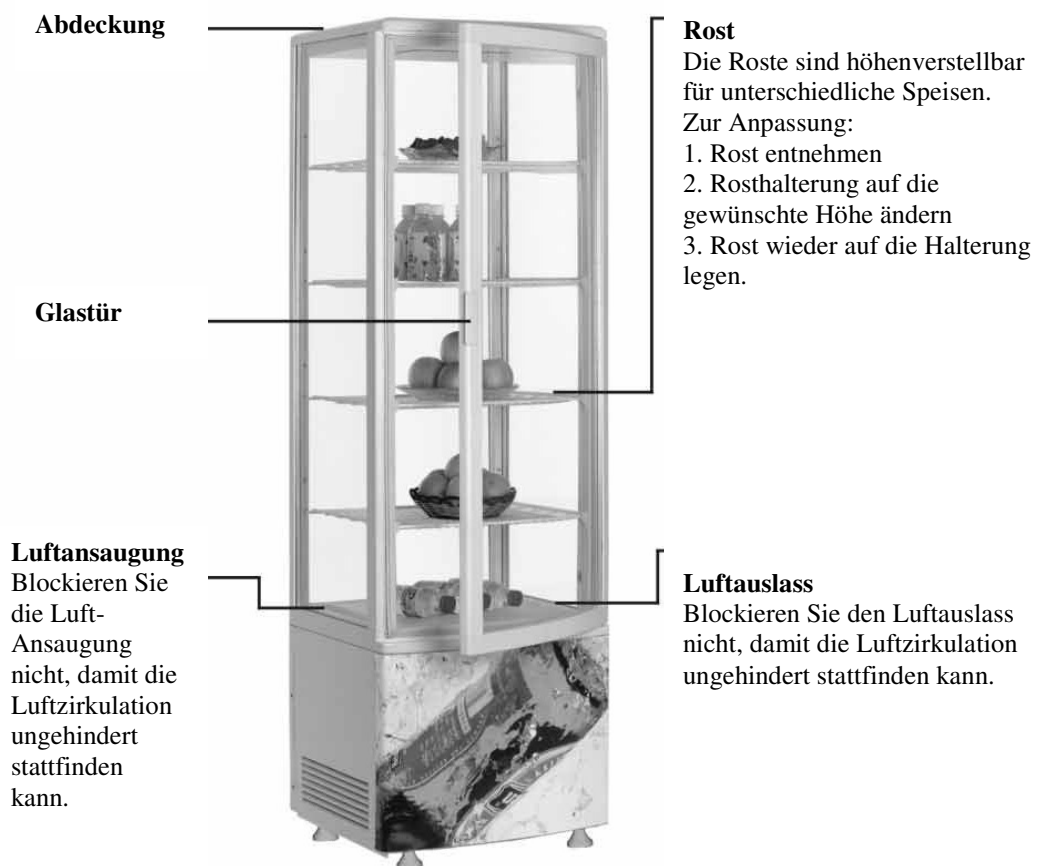 Abdeckung
Glastür
Luftansaugung
Blockieren Sie
die Luft-
Ansaugung
nicht, damit die
Luftzirkulation
ungehindert
stattfinden
kann.
Rost
Die Roste sind höhenverstellbar
für unterschiedliche Speisen.
Zur Anpassung:
1. Rost entnehmen
2. Rosthalterung auf die
gewünschte Höhe ändern
3. Rost wieder auf die Halterung
legen.
Luftauslass
Blockieren Sie den Luftauslass
nicht, damit die Luftzirkulation
ungehindert stattfinden kann.